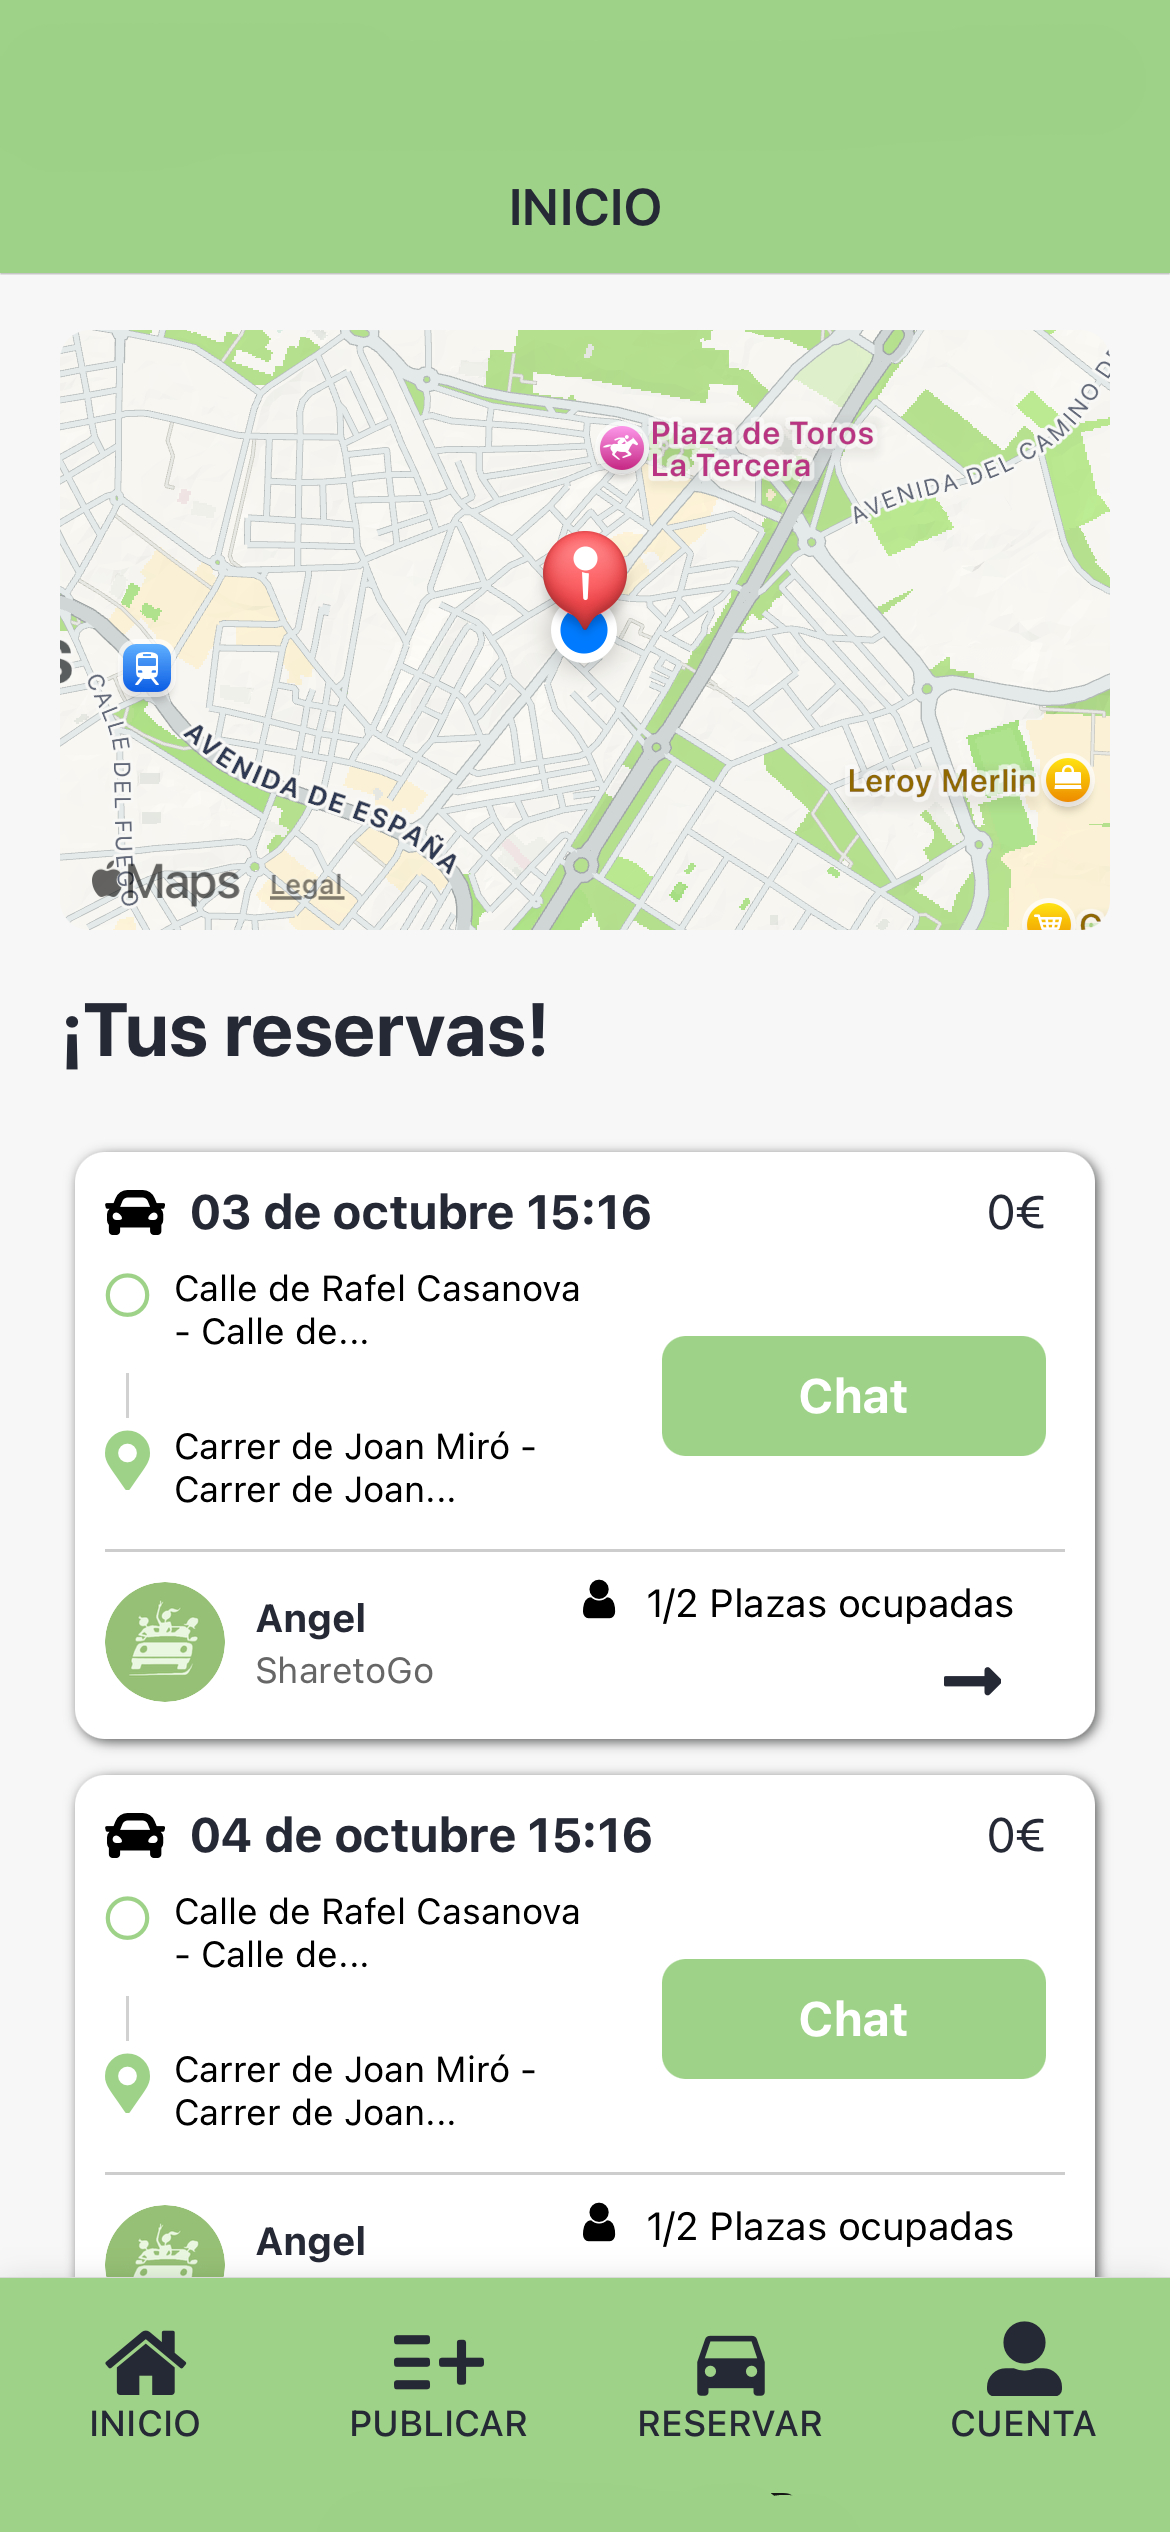 INICIO
Plaza de Toros
La Tercera
AVENIDA DEL CAMINO D
S
CALLE DEL FUEGO
AVENIDA DE ESPAÑA
Leroy Merlin
Maps
Legal
C
¡Tus reservas!
03 de octubre 15:16
0€
Calle de Rafel Casanova
- Calle de...
Chat
Carrer de Joan Miró -
Carrer de Joan...
Angel
1/2 Plazas ocupadas
SharetoGo
04 de octubre 15:16
0€
Calle de Rafel Casanova
- Calle de...
Chat
Carrer de Joan Miró -
Carrer de Joan...
Angel
1/2 Plazas ocupadas
INICIO
PUBLICAR
RESERVAR
CUENTA